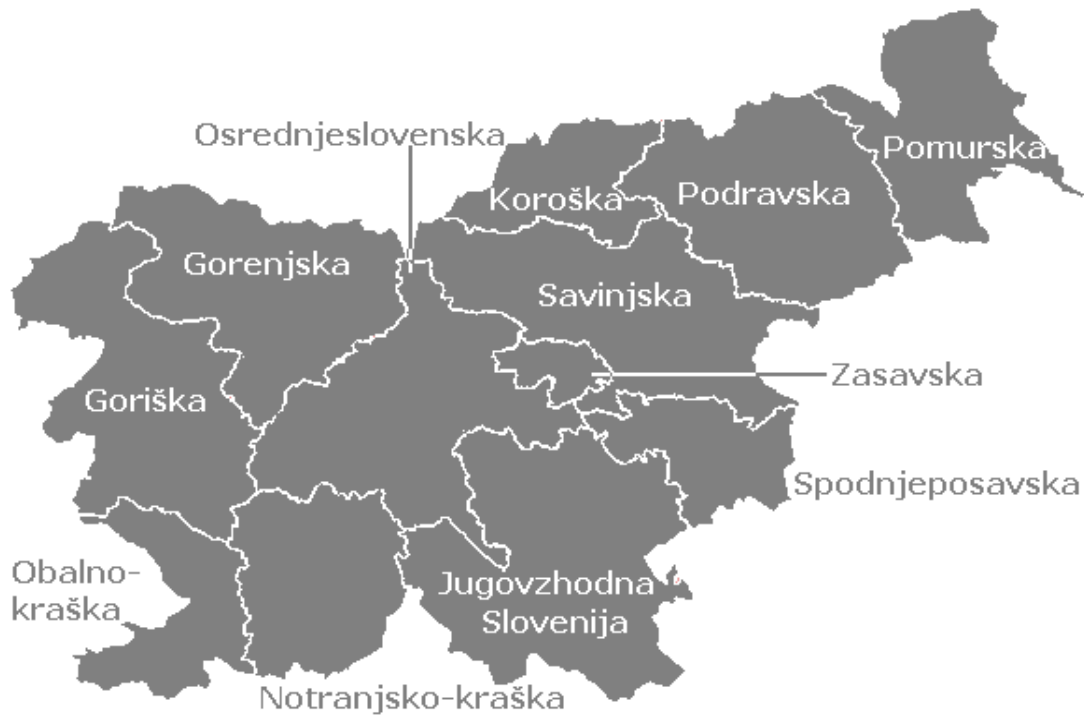 Osrednjeslovenska
Pomurska
Koroška
Podravska
Gorenjska
Savinjska
Zasavska
Goriška
Spodnjeposavska
Obalno-
kraška
Jugovzhodna
Slovenija
Notranjsko-kraška